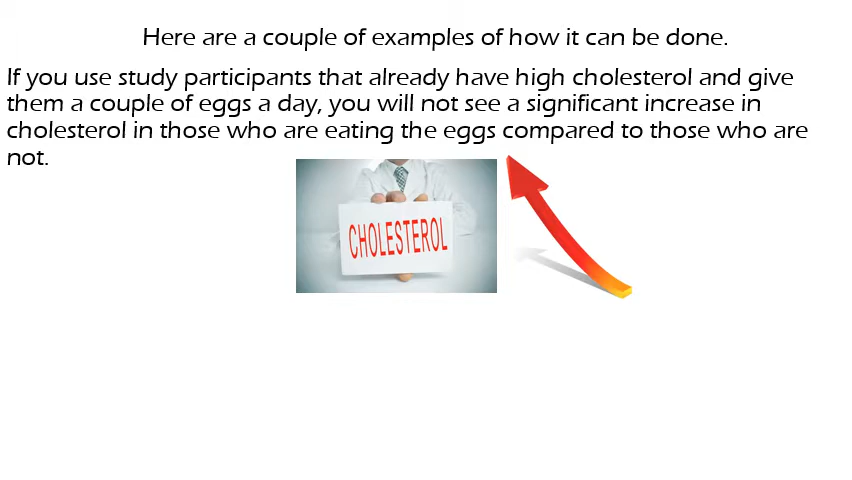 Here are a couple of examples of how it can be done.
If you use study participants that already have high cholesterol and give
them a couple of eggs a day, you will not see a significant increase in
cholesterol in those who are eating the eggs compared to those who are
not.
CHOLESTEROL